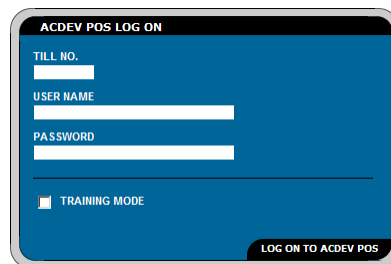 ACDEV POS LOG ON
TILL NO.
USER NAME
PASSWORD
TRAINING MODE
LOG ON TO ACDEV POS